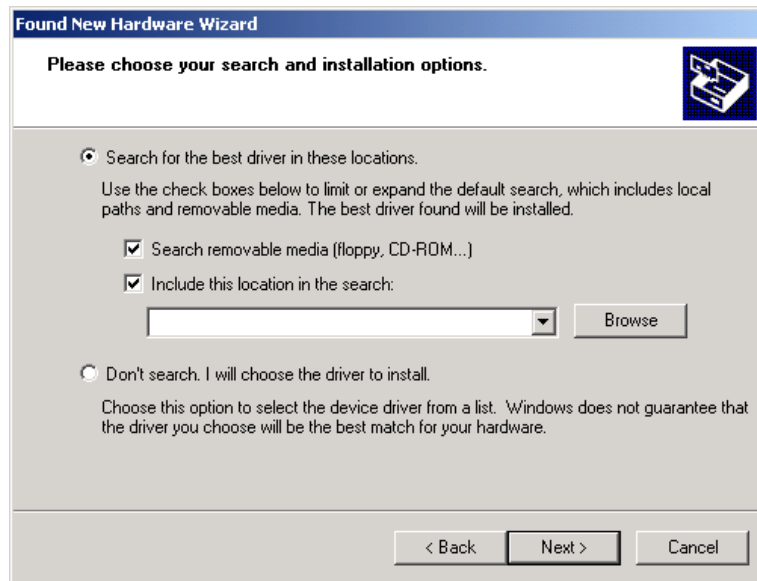 Found New Hardware Wizard
Please choose your search and installation options.
Search for the best driver in these locations.
Use the check boxes below to limit or expand the default search, which includes local
paths and removable media. The best driver found will be installed.
Search removable media (floppy, CD-ROM...)
Include this location in the search:
Browse
Don't search. I will choose the driver to install.
Choose this option to select the device driver from a list.  Windows does not guarantee that
the driver you choose will be the best match for your hardware.
< Back
Next >
Cancel